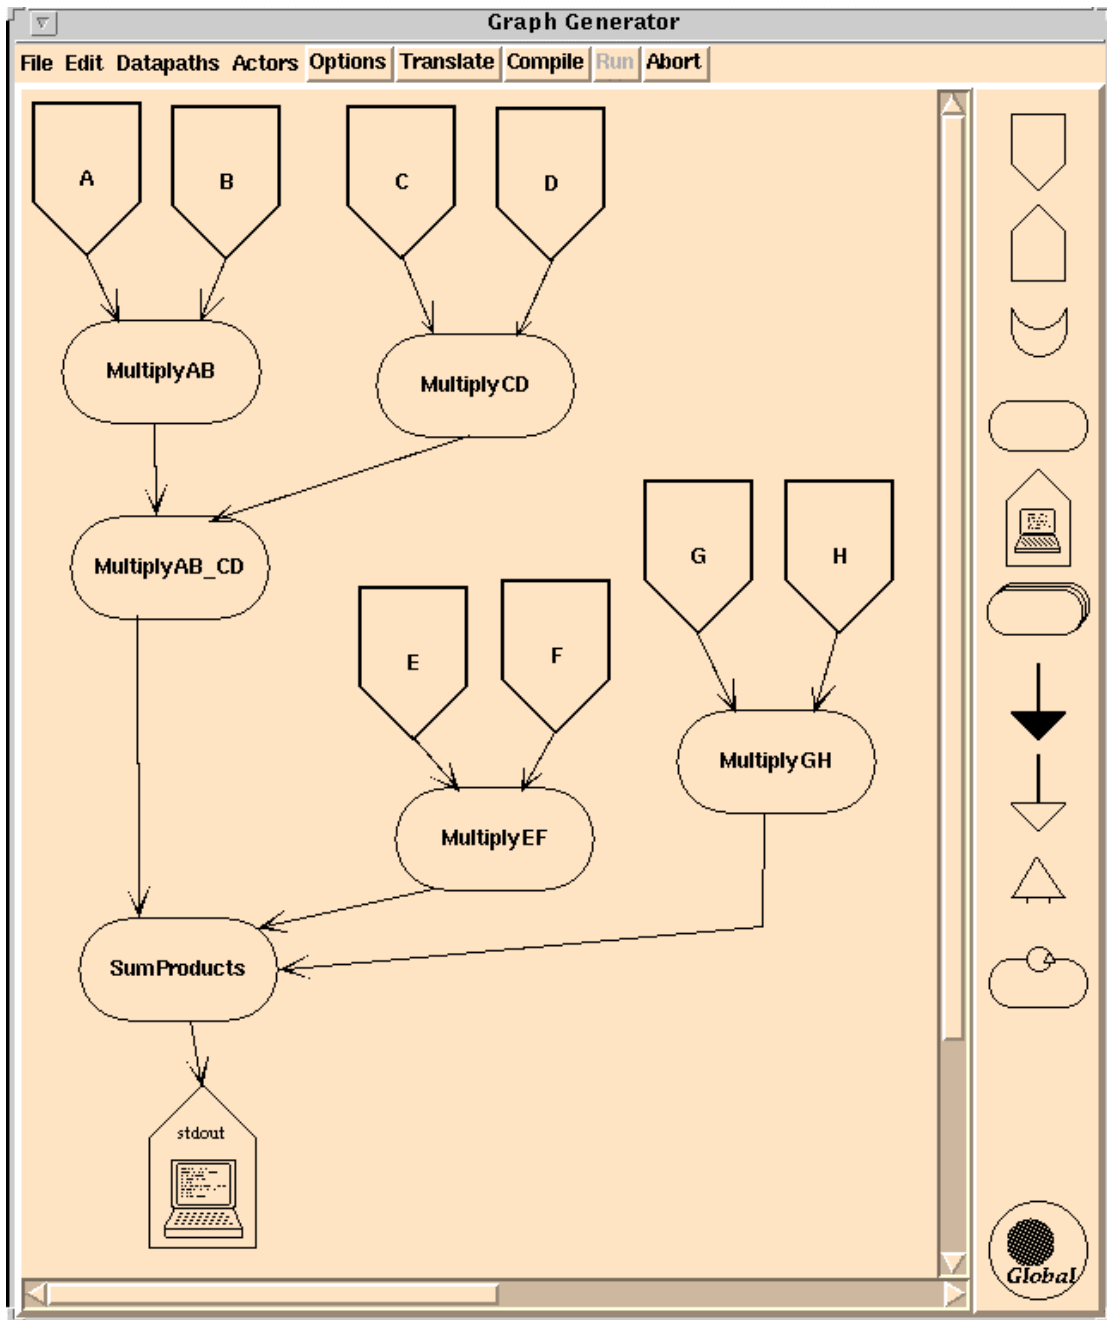 Graph Generator
File Edit Datapaths Actors Options Translate Compile Run Abort
A B C D
MultiplyAB
MultiplyCD
MultiplyAB_CD
G H
E F
MultiplyGH
MultiplyEF
SumProducts
stdout
Global